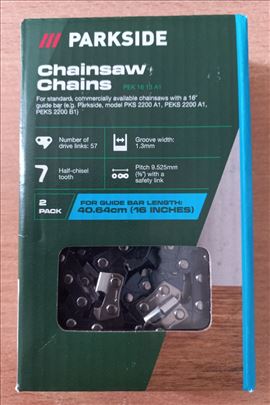 /// PARKSIDE
Chainsaw
Chains PEK 16 13 A1
For standard, commercially available chainsaws with a 16"
guide bar (e.g. Parkside, model PKS 2200 A1, PEKS 2200 A1,
PEKS 2200 B1)
Number of
drive links: 57
Groove width:
1.3mm
Half-chisel
tooth
Pitch 9.525mm
(⅜") with a
safety link
2
PACK
FOR GUIDE BAR LENGTH:
40.64cm (16 INCHES)